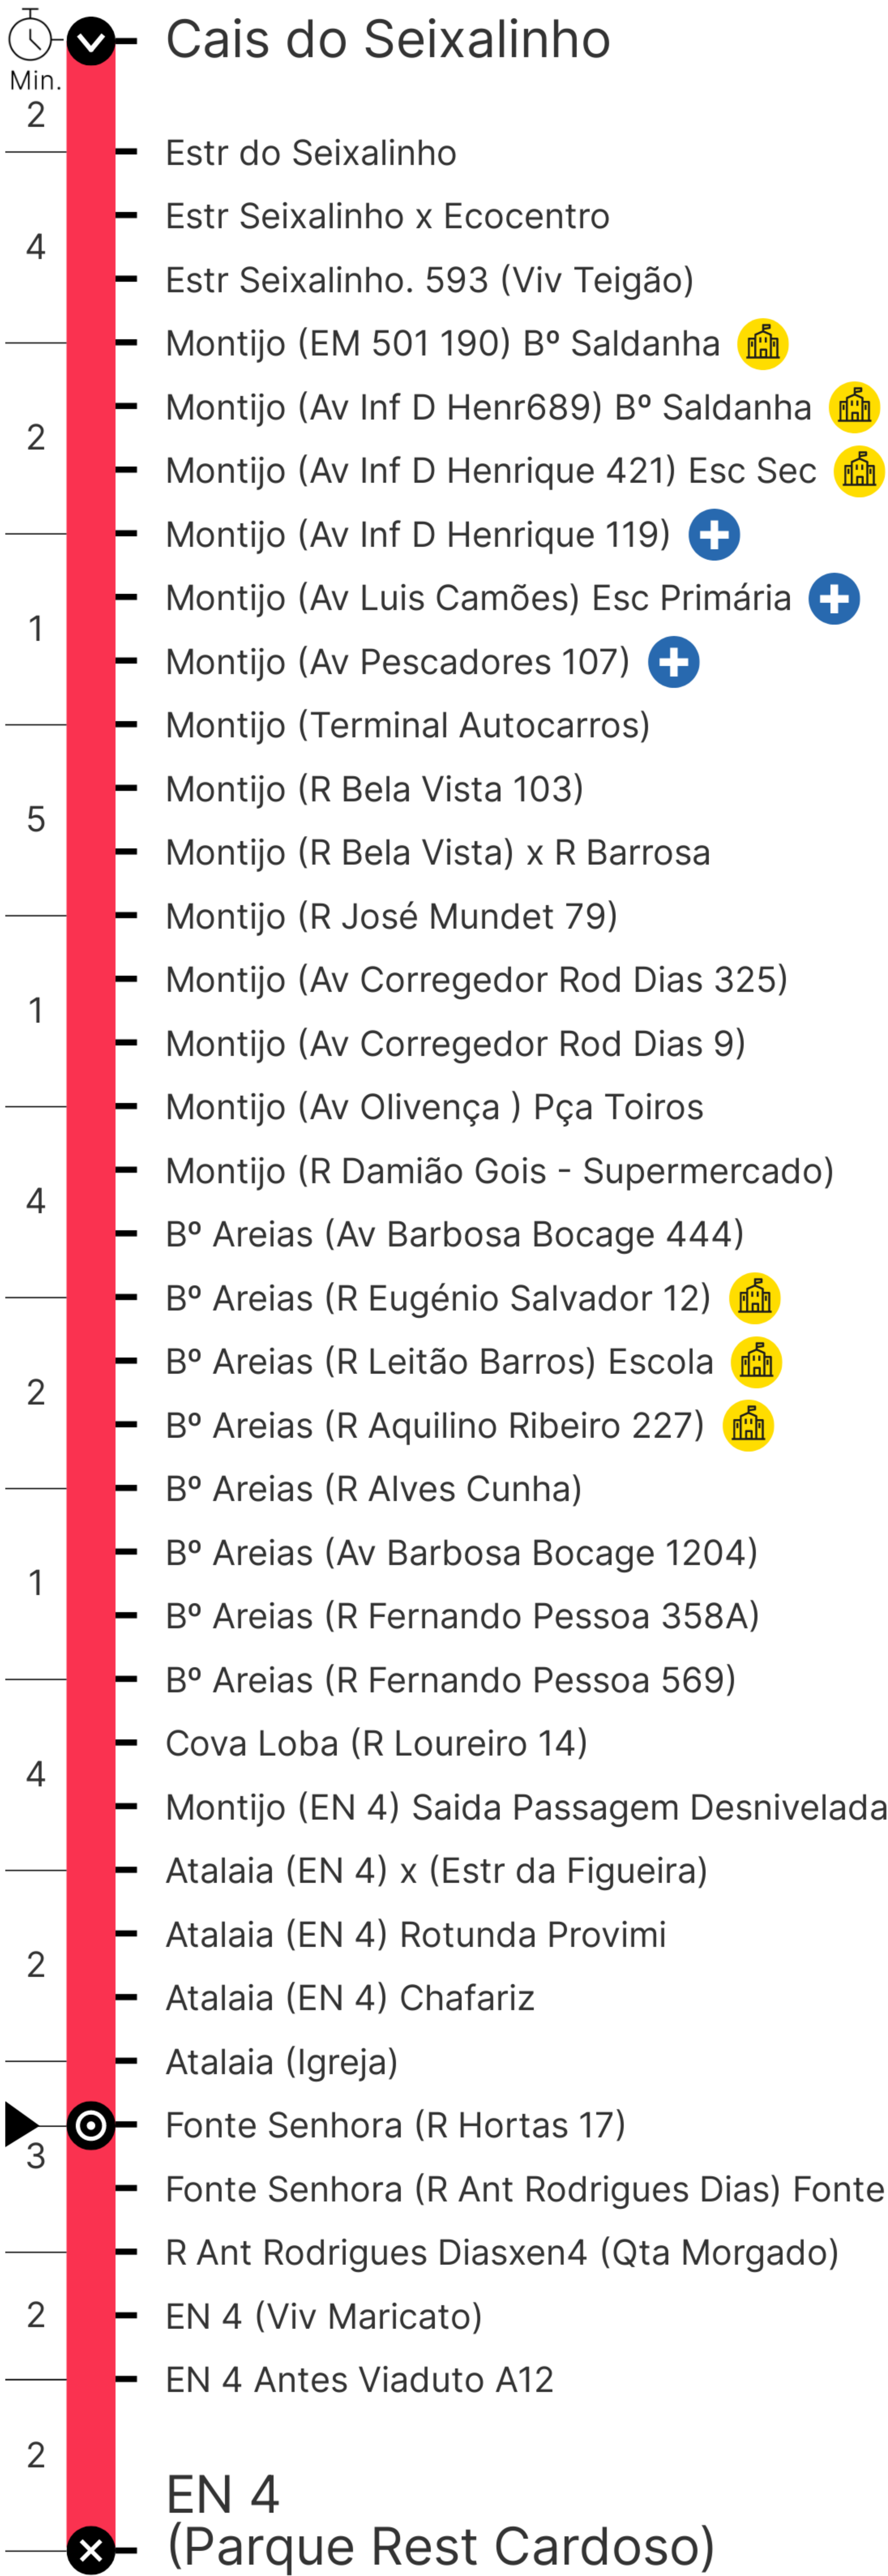 Cais do Seixalinho
Min.
2
Estr do Seixalinho
Estr Seixalinho x Ecocentro
4
Estr Seixalinho. 593 (Viv Teigão)
Montijo (EM 501 190) Bº Saldanha
Montijo (Av Inf D Henr689) Bº Saldanha
2
Montijo (Av Inf D Henrique 421) Esc Sec
Montijo (Av Inf D Henrique 119)
Montijo (Av Luis Camões) Esc Primária
1
Montijo (Av Pescadores 107)
Montijo (Terminal Autocarros)
Montijo (R Bela Vista 103)
5
Montijo (R Bela Vista) x R Barrosa
Montijo (R José Mundet 79)
Montijo (Av Corregedor Rod Dias 325)
1
Montijo (Av Corregedor Rod Dias 9)
Montijo (Av Olivença ) Pça Toiros
Montijo (R Damião Gois - Supermercado)
4
Bº Areias (Av Barbosa Bocage 444)
Bº Areias (R Eugénio Salvador 12)
Bº Areias (R Leitão Barros) Escola
2
Bº Areias (R Aquilino Ribeiro 227)
Bº Areias (R Alves Cunha)
Bº Areias (Av Barbosa Bocage 1204)
1
Bº Areias (R Fernando Pessoa 358A)
Bº Areias (R Fernando Pessoa 569)
Cova Loba (R Loureiro 14)
4
Montijo (EN 4) Saida Passagem Desnivelada
Atalaia (EN 4) x (Estr da Figueira)
Atalaia (EN 4) Rotunda Provimi
2
Atalaia (EN 4) Chafariz
Atalaia (Igreja)
Fonte Senhora (R Hortas 17)
3
Fonte Senhora (R Ant Rodrigues Dias) Fonte
R Ant Rodrigues Diasxen4 (Qta Morgado)
2
EN 4 (Viv Maricato)
EN 4 Antes Viaduto A12
2
EN 4
(Parque Rest Cardoso)